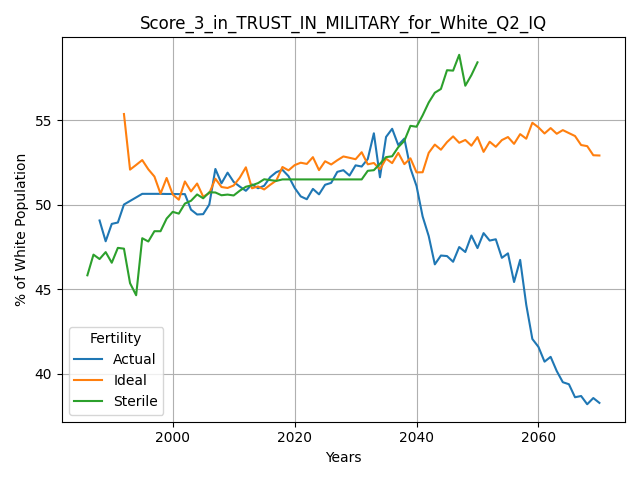 Score_3_in_TRUST_IN_MILITARY_for_White_Q2_IQ
% of White Population
55
50
45
40
Fertility
Actual
Ideal
Sterile
2000
2020
2040
2060
Years